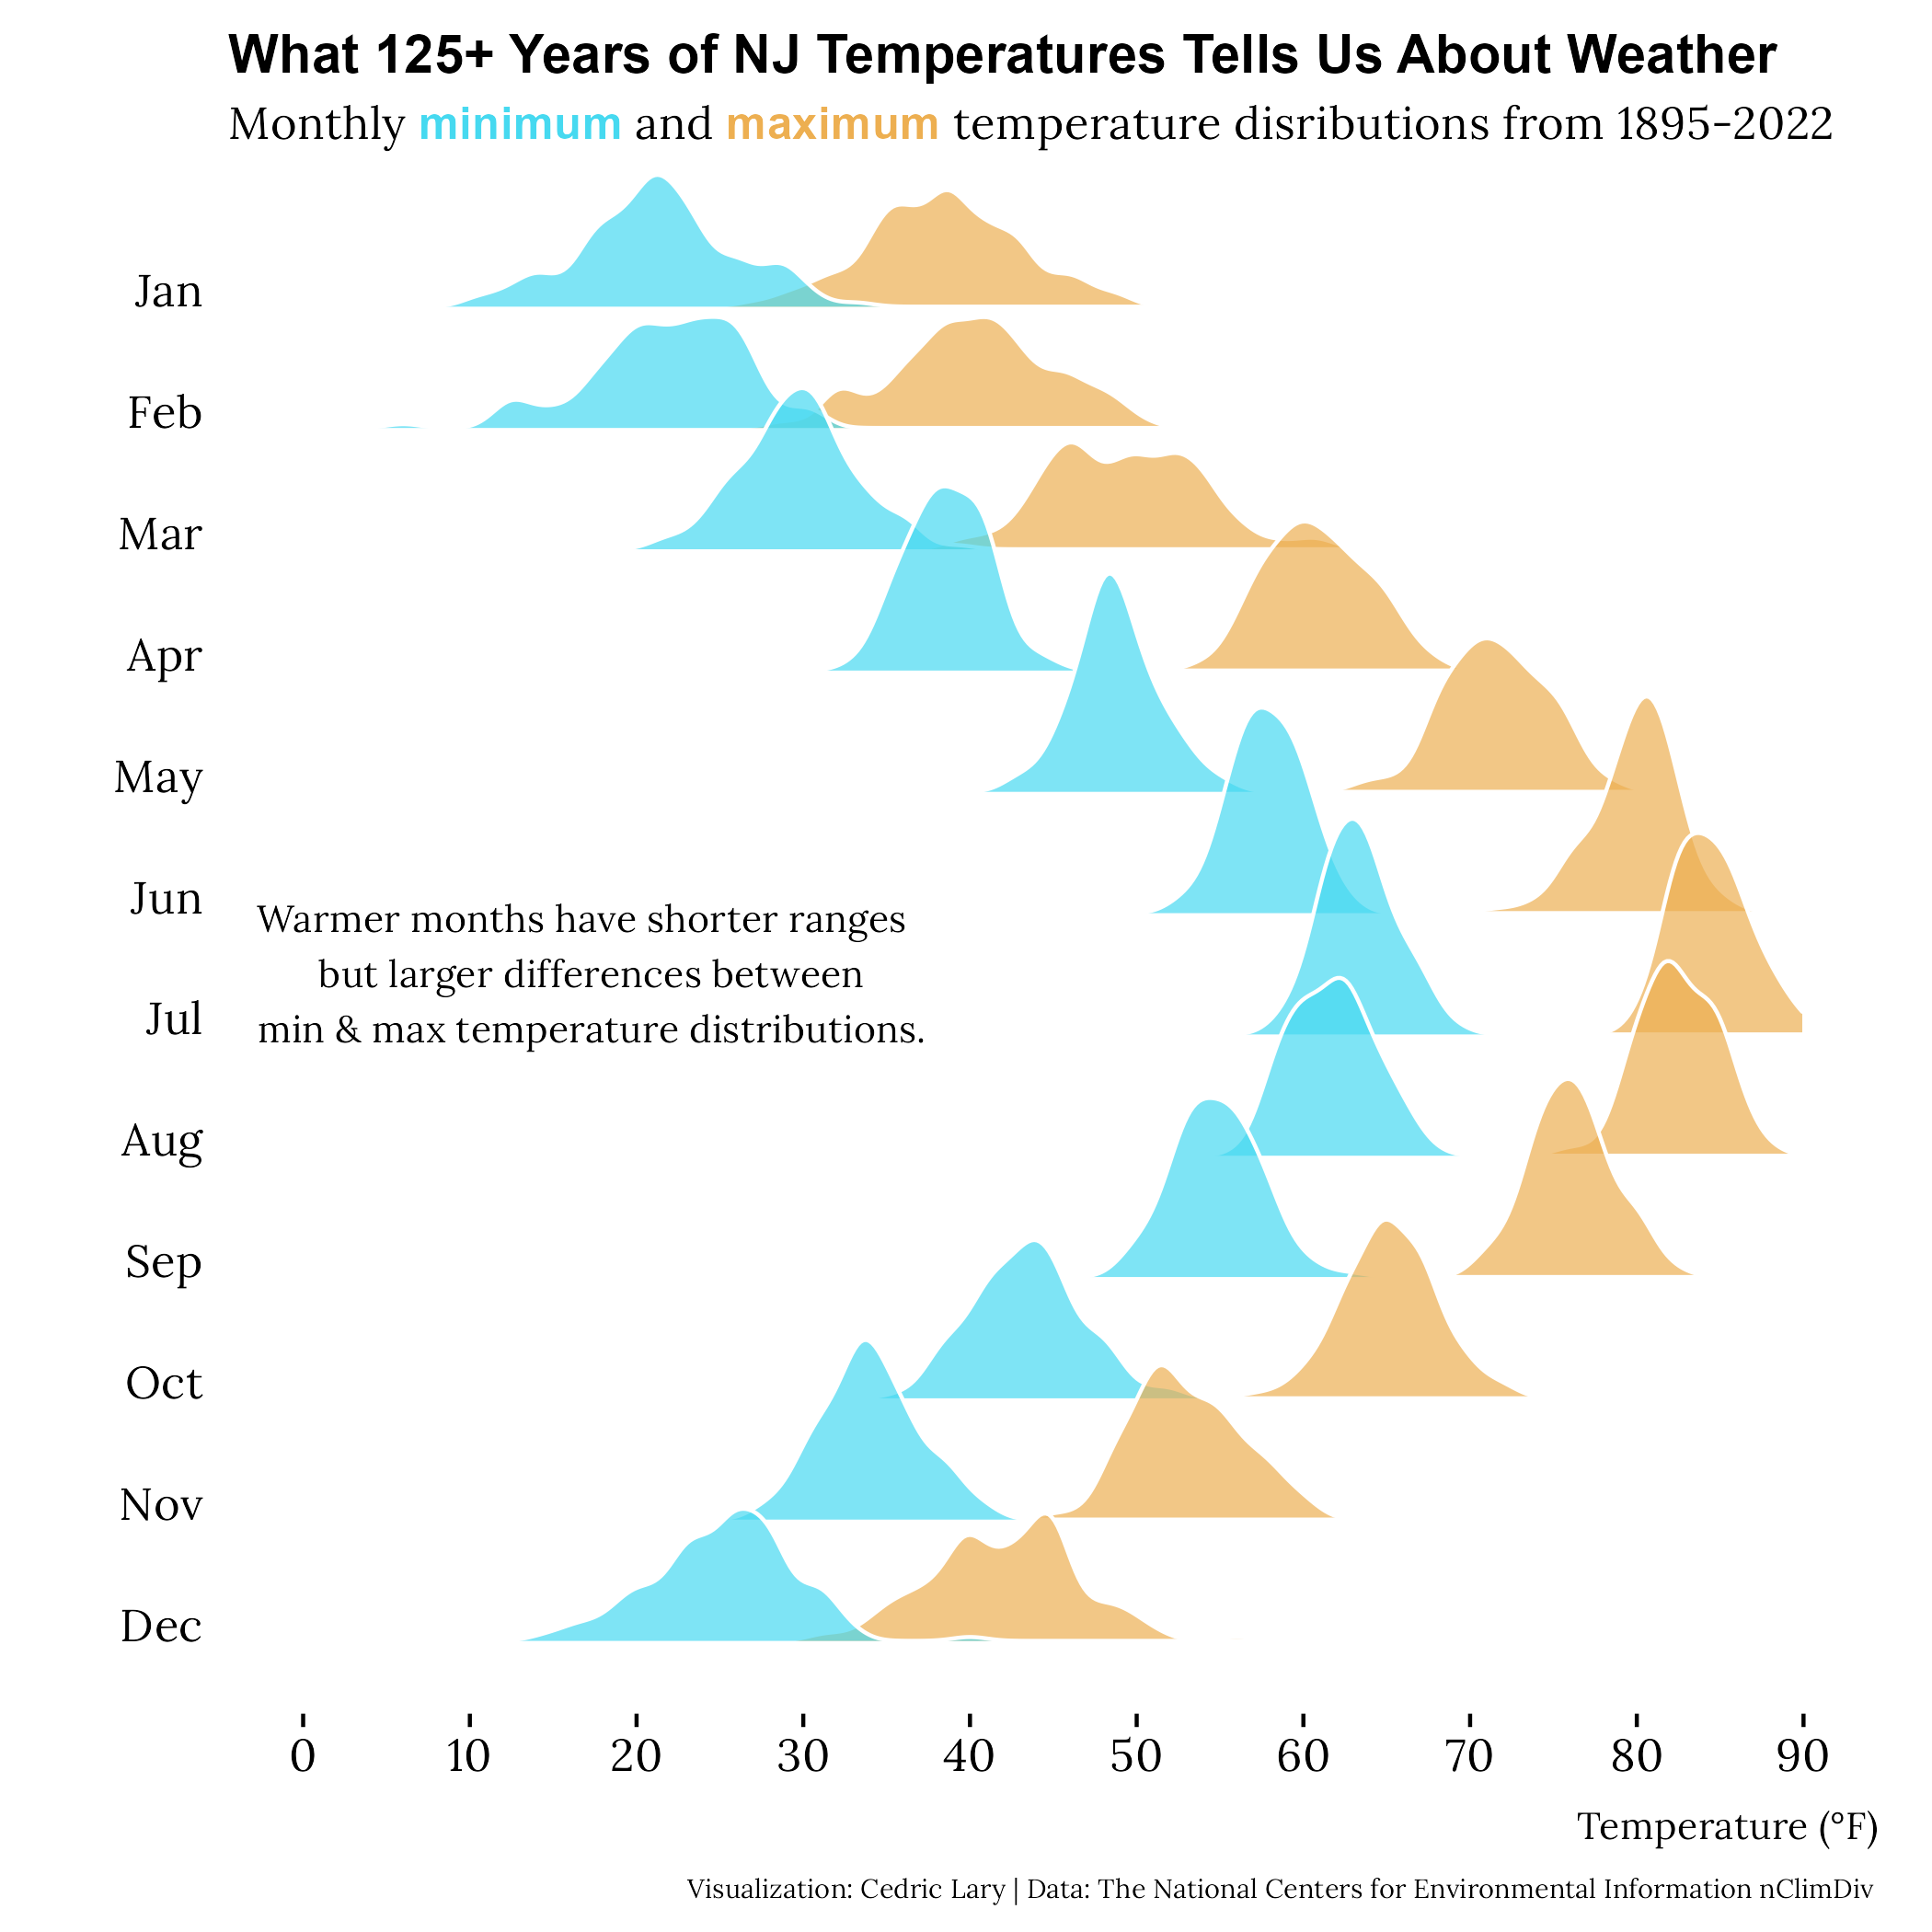 What 125+ Years of NJ Temperatures Tells Us About Weather
Monthly minimum and maximum temperature disributions from 1895-2022
Jan
Feb
Mar
Apr
May
Jun
Jul
Aug
Sep
Oct
Nov
Dec
Warmer months have shorter ranges
but larger differences between
min & max temperature distributions.
0 10 20 30 40 50 60 70 80 90
Temperature (°F)
Visualization: Cedric Lary | Data: The National Centers for Environmental Information nClimDiv